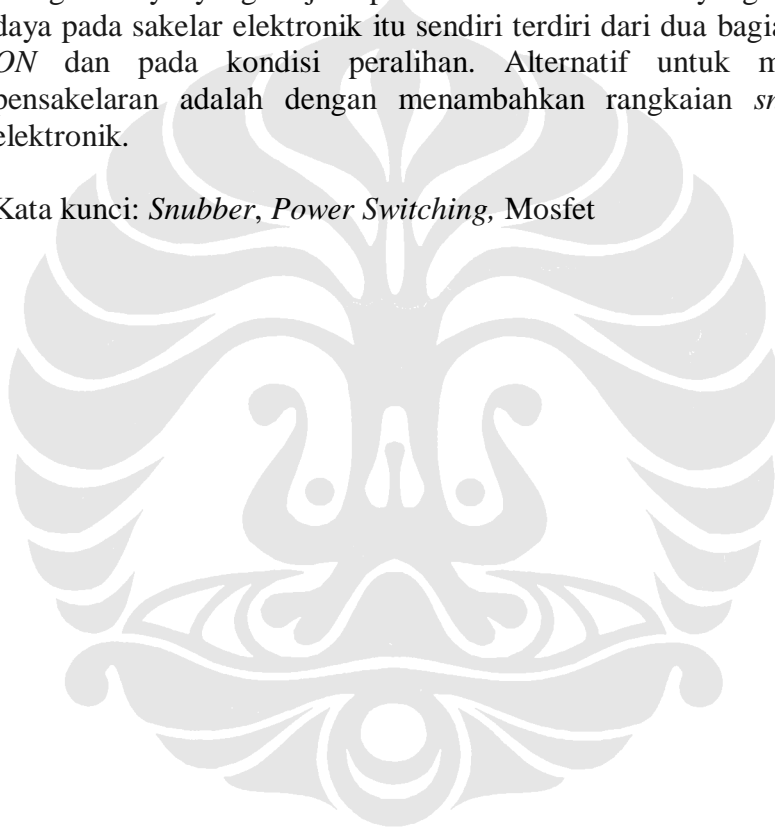 daya pada sakelar elektronik itu sendiri terdiri dari dua bagia
ON dan pada kondisi peralihan. Alternatif untuk m
pensakelaran adalah dengan menambahkan rangkaian
elektronik.
Kata kunci: Snubber, Power Switching, Mosfet